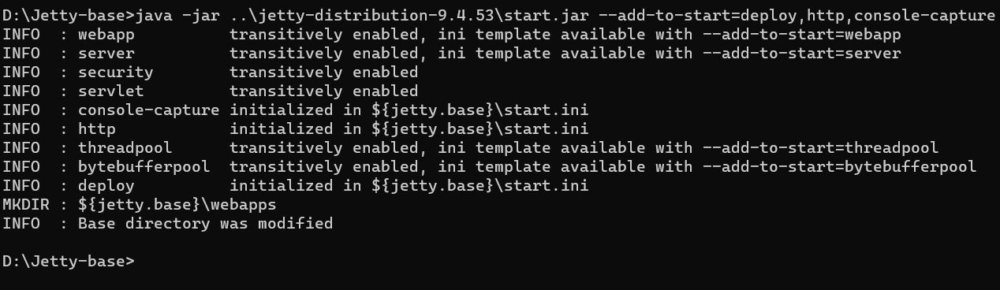 D:\Jetty-base>java -jar ..\jetty-distribution-9.4.53\start.jar --add-to-start=deploy,http,console-capture
INFO  : webapp          transitively enabled, ini template available with --add-to-start=webapp
INFO  : server          transitively enabled, ini template available with --add-to-start=server
INFO  : security        transitively enabled
INFO  : servlet         transitively enabled
INFO  : console-capture initialized in ${jetty.base}\start.ini
INFO  : http            initialized in ${jetty.base}\start.ini
INFO  : threadpool      transitively enabled, ini template available with --add-to-start=threadpool
INFO  : bytebufferpool  transitively enabled, ini template available with --add-to-start=bytebufferpool
INFO  : deploy          initialized in ${jetty.base}\start.ini
MKDIR : ${jetty.base}\webapps
INFO  : Base directory was modified
D:\Jetty-base>